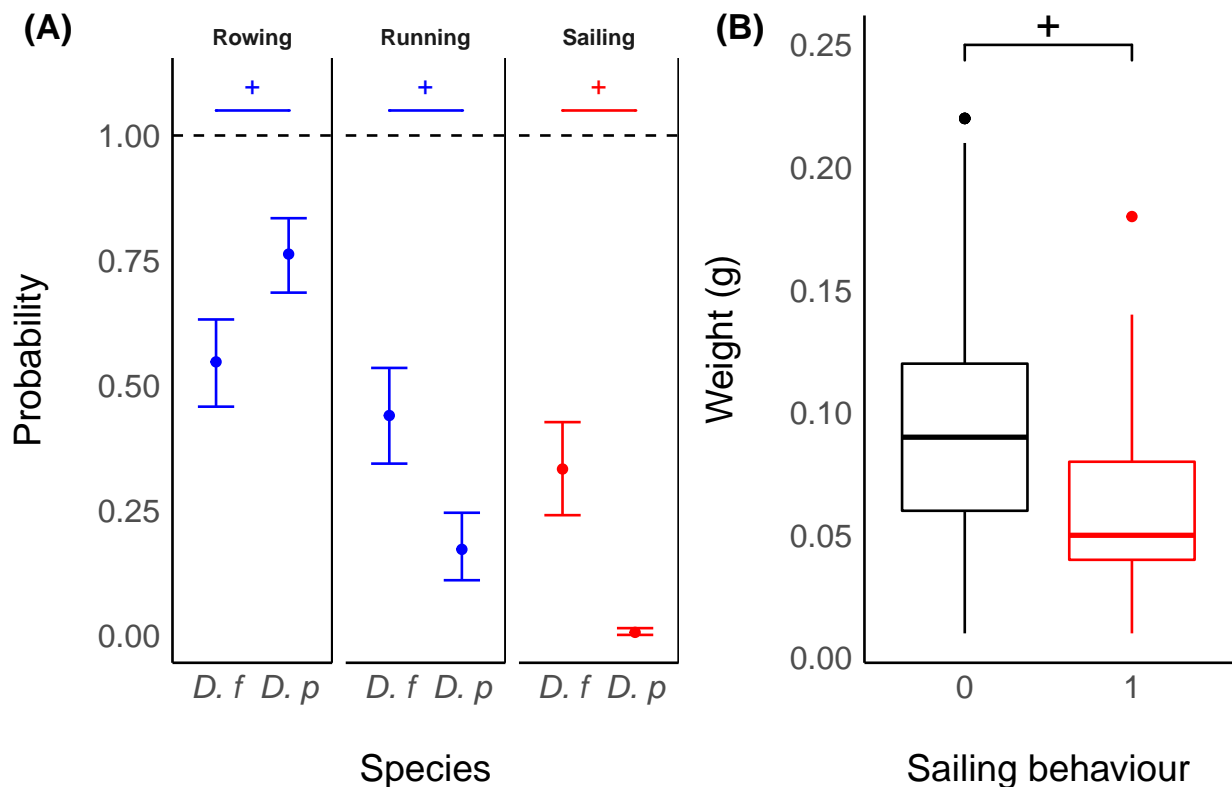 (A)
Rowing Running Sailing
+ + +
Probability
1.00
0.75
0.50
0.25
0.00
D. f D. p D. f D. p D. f D. p
Species
(B)
+
Weight (g)
0.25
0.20
0.15
0.10
0.05
0.00
0 1
Sailing behaviour